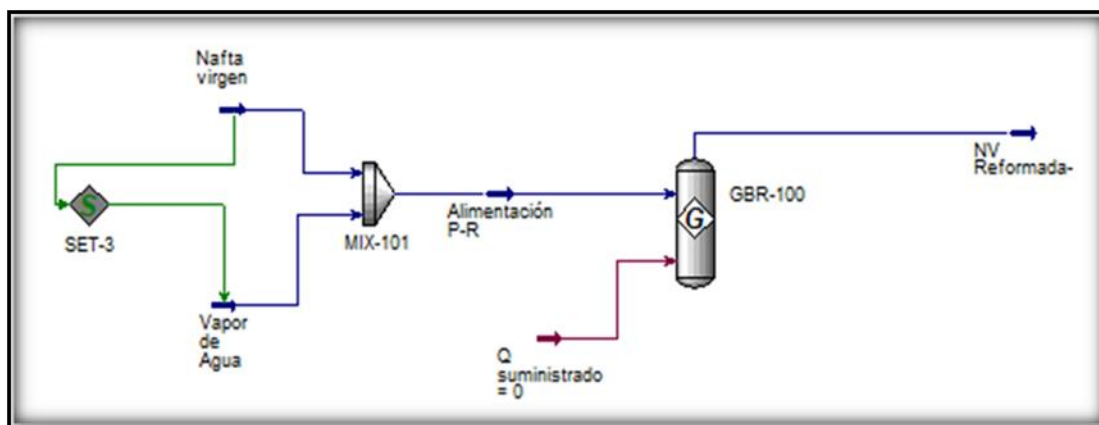 Nafta
virgen
SET-3
Vapor
de
Agua
MIX-101
Alimentación
P-R
Q
suministrado
= 0
G
GBR-100
NV
Reformada-
S